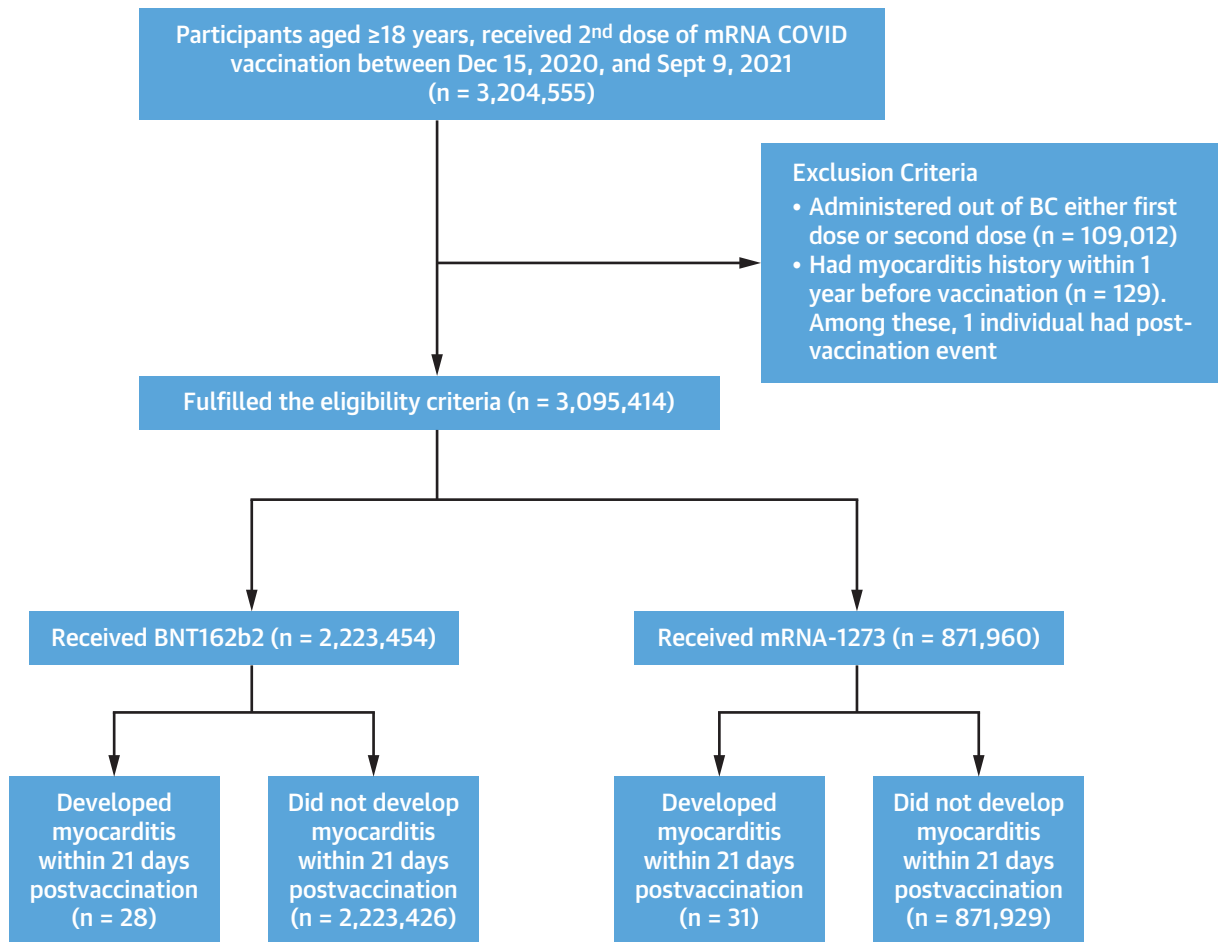 Participants aged ≥18 years, received 2nd dose of mRNA COVID
vaccination between Dec 15, 2020, and Sept 9, 2021
(n = 3,204,555)
Exclusion Criteria
• Administered out of BC either first
dose or second dose (n = 109,012)
• Had myocarditis history within 1
year before vaccination (n = 129).
Among these, 1 individual had post-
vaccination event
Fulfilled the eligibility criteria (n = 3,095,414)
Received BNT162b2 (n = 2,223,454)
Received mRNA-1273 (n = 871,960)
Developed
myocarditis
within 21 days
postvaccination
(n = 28)
Did not develop
myocarditis
within 21 days
postvaccination
(n = 2,223,426)
Developed
myocarditis
within 21 days
postvaccination
(n = 31)
Did not develop
myocarditis
within 21 days
postvaccination
(n = 871,929)